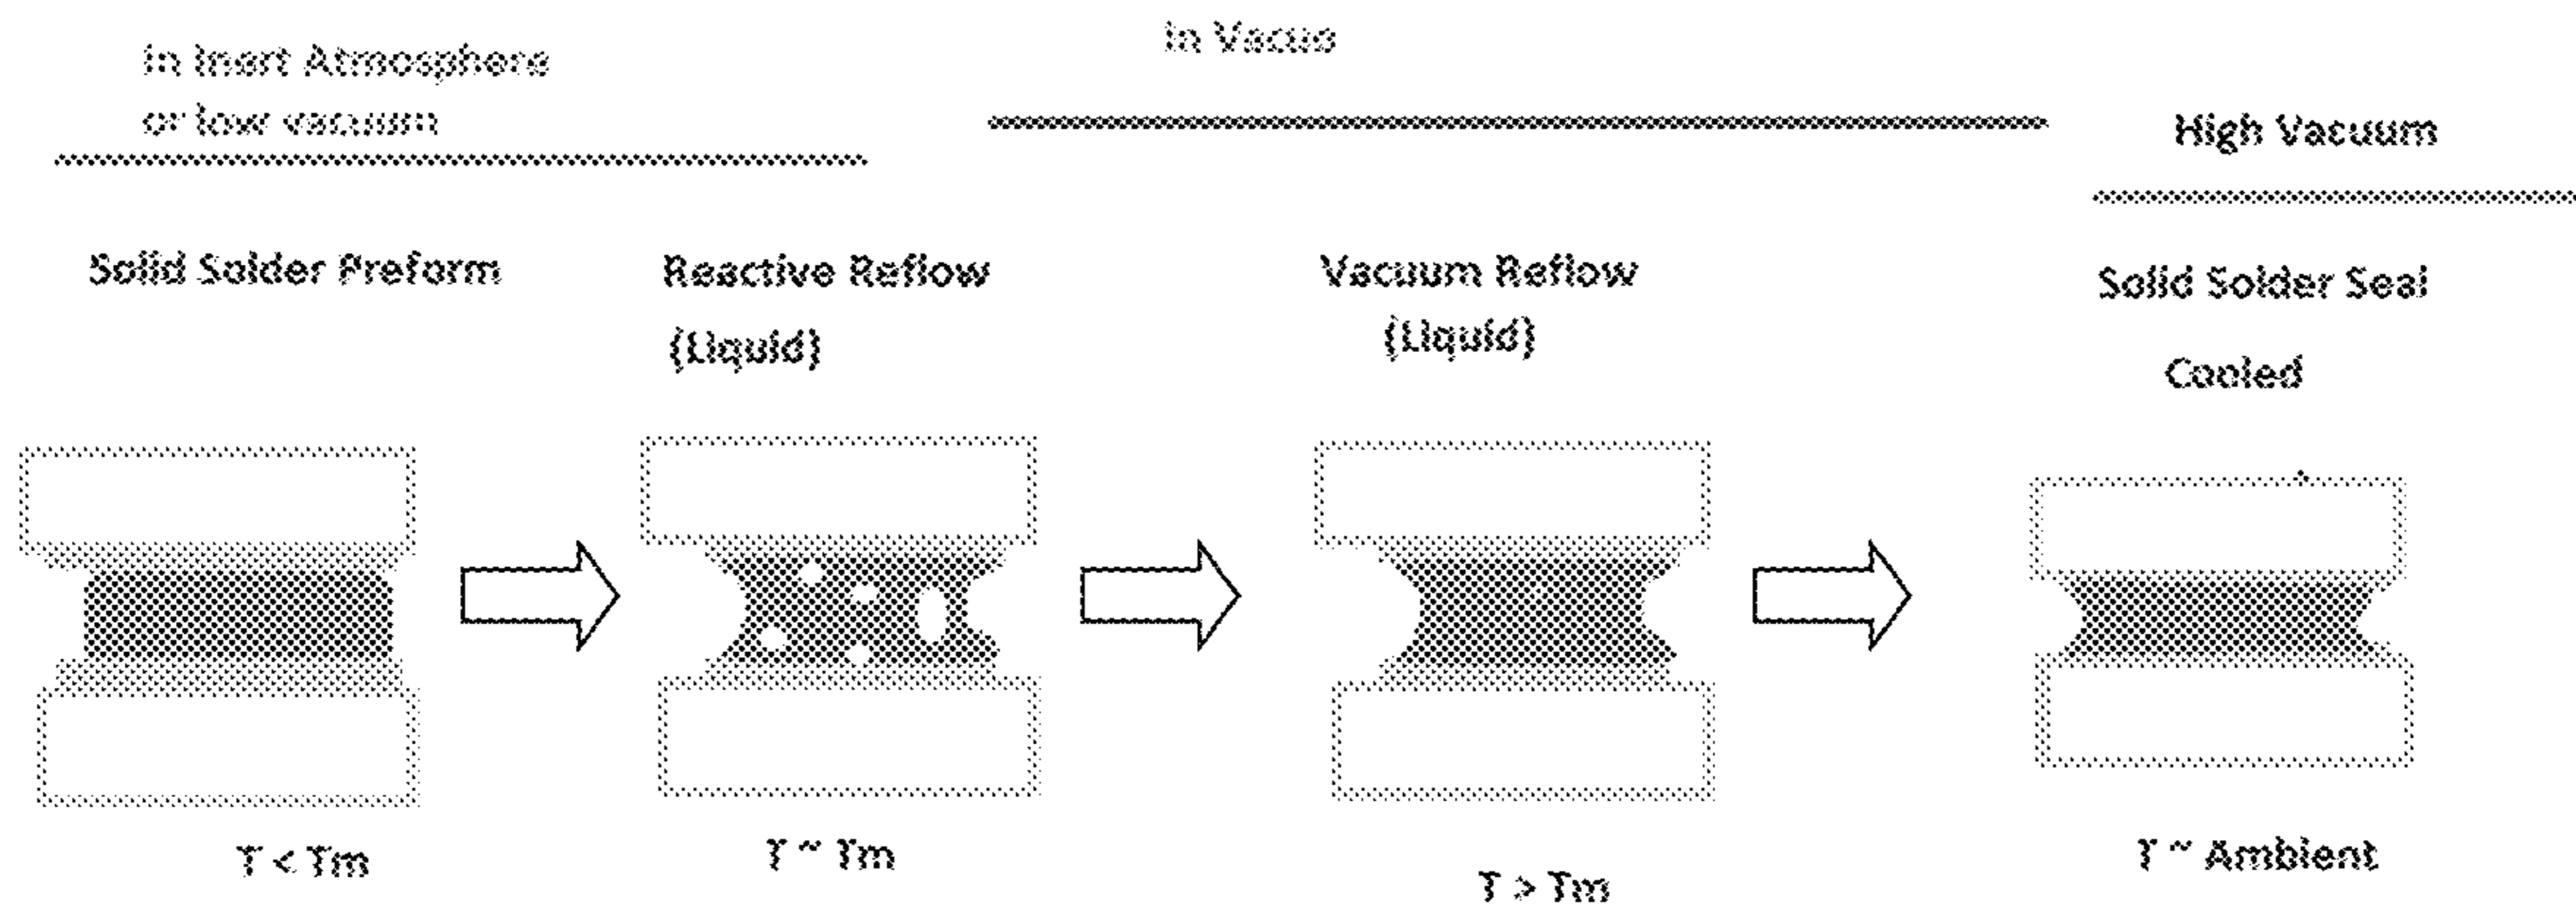 In Inert Atmosphere
or low vacuum
In Vacuo
High Vacuum
Solid Solder Preform
Reactive Reflow
(Liquid)
Vacuum Reflow
(Liquid)
Solid Solder Seal
Cooled
T < Tm
T ~ Tm
T > Tm
T ~ Ambient